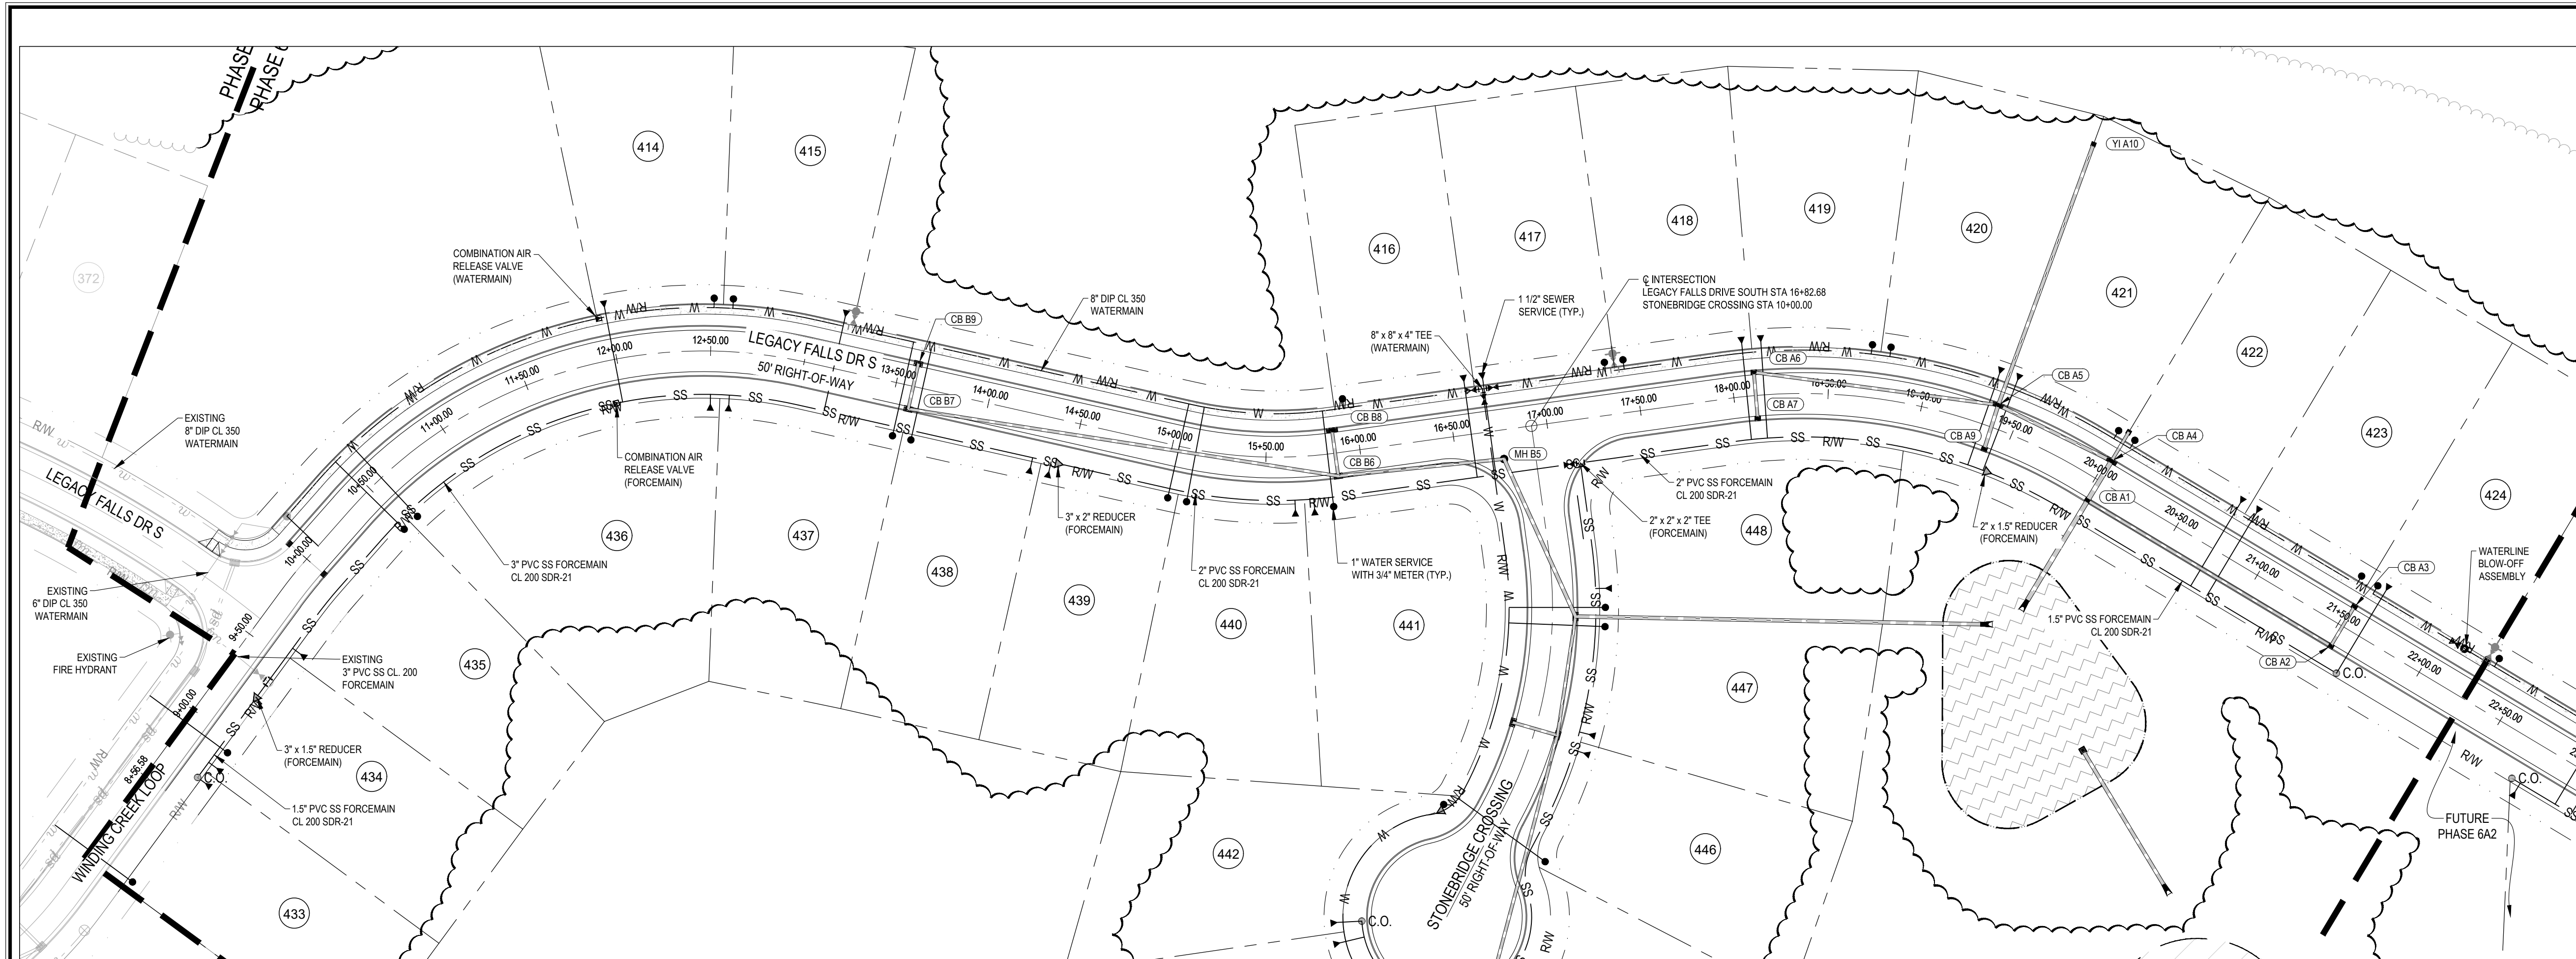 PHASE
PHASE 6
372
414
415
416
417
418
419
420
421
422
423
424
YI A10
COMBINATION AIR
RELEASE VALVE
(WATERMAIN)
8" DIP CL 350
WATERMAIN
CB B9
LEGACY FALLS DR S
50' RIGHT-OF-WAY
CB B7
1 1/2" SEWER
SERVICE (TYP.)
8" x 8" x 4" TEE
(WATERMAIN)
℄ INTERSECTION
LEGACY FALLS DRIVE SOUTH STA 16+82.68
STONEBRIDGE CROSSING STA 10+00.00
CB A6
CB A5
CB A7
CB A9
CB A4
CB A1
CB B8
CB B6
MH B5
8+56.58
9+00.00
9+50.00
10+00.00
10+50.00
11+00.00
11+50.00
12+00.00
12+50.00
13+50.00
14+00.00
14+50.00
15+00.00
15+50.00
16+00.00
16+50.00
17+00.00
17+50.00
18+00.00
18+50.00
19+50.00
20+00.00
20+50.00
21+00.00
21+50.00
22+00.00
22+50.00
EXISTING
8" DIP CL 350
WATERMAIN
LEGACY FALLS DR S
COMBINATION AIR
RELEASE VALVE
(FORCEMAIN)
3" PVC SS FORCEMAIN
CL 200 SDR-21
3" x 2" REDUCER
(FORCEMAIN)
2" PVC SS FORCEMAIN
CL 200 SDR-21
1" WATER SERVICE
WITH 3/4" METER (TYP.)
2" PVC SS FORCEMAIN
CL 200 SDR-21
2" x 2" x 2" TEE
(FORCEMAIN)
2" x 1.5" REDUCER
(FORCEMAIN)
1.5" PVC SS FORCEMAIN
CL 200 SDR-21
CB A3
CB A2
WATERLINE
BLOW-OFF
ASSEMBLY
C.O.
C.O.
C.O.
C.O.
EXISTING
6" DIP CL 350
WATERMAIN
EXISTING
FIRE HYDRANT
EXISTING
3" PVC SS CL. 200
FORCEMAIN
3" x 1.5" REDUCER
(FORCEMAIN)
1.5" PVC SS FORCEMAIN
CL 200 SDR-21
WINDING CREEK LOOP
433
434
435
436
437
438
439
440
441
442
446
447
448
STONEBRIDGE CROSSING
50' RIGHT-OF-WAY
FUTURE
PHASE 6A2
R/W
R/W
R/W
R/W
W
W
W
SS
SS
SS